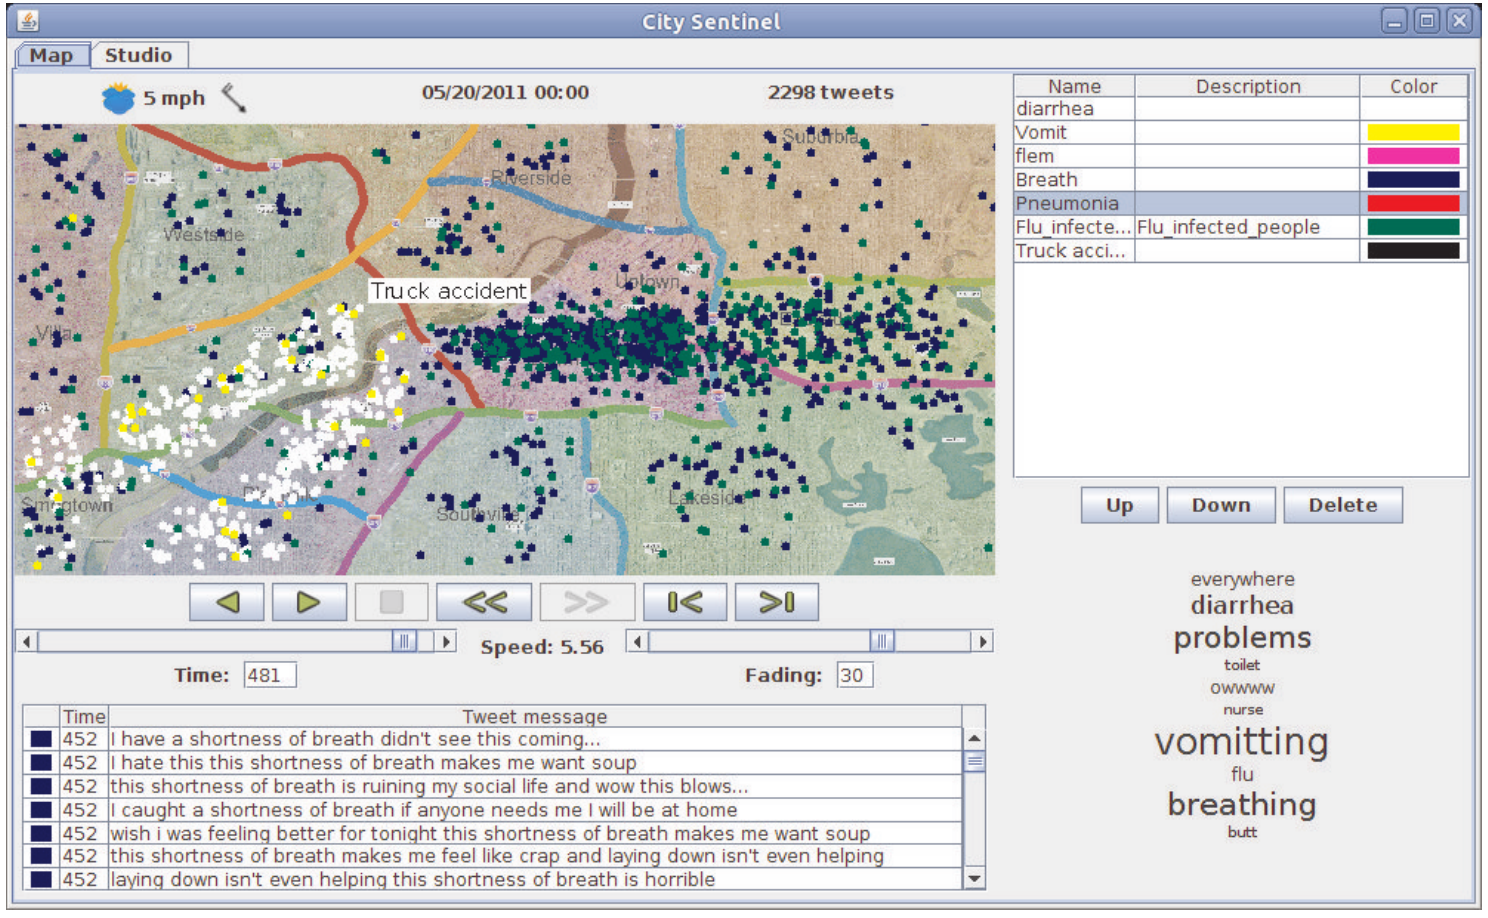 City Sentinel
Map Studio
5 mph 05/20/2011 00:00 2298 tweets
Name Description Color
diarrhea
Vomit
flem
Breath
Pneumonia
Flu_infecte... Flu_infected_people
Truck acci...
Suburbia
Riverside
Westside
Uptown
Truck accident
Villa
Smogtown
Southville
Lakeside
Up Down Delete
Speed: 5.56
Time: 481 Fading: 30
everywhere
diarrhea
problems
toilet
owwww
nurse
vomitting
flu
breathing
butt
Time Tweet message
452 I have a shortness of breath didn't see this coming...
452 I hate this this shortness of breath makes me want soup
452 this shortness of breath is ruining my social life and wow this blows...
452 I caught a shortness of breath if anyone needs me I will be at home
452 wish i was feeling better for tonight this shortness of breath makes me want soup
452 this shortness of breath makes me feel like crap and laying down isn't even helping
452 laying down isn't even helping this shortness of breath is horrible